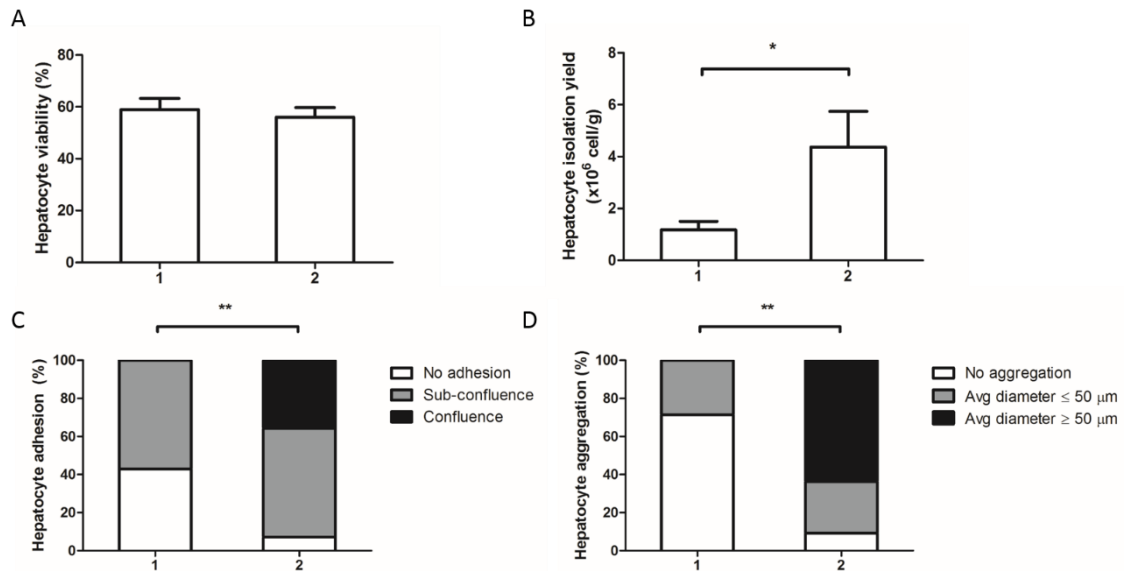 A
Hepatocyte viability (%)
80
60
40
20
0
1
2
B
Hepatocyte isolation yield
(x10⁶ cell/g)
8
6
4
2
0
*
1
2
C
Hepatocyte adhesion (%)
100
80
60
40
20
0
**
1
2
No adhesion
Sub-confluence
Confluence
D
Hepatocyte aggregation (%)
100
80
60
40
20
0
**
1
2
No aggregation
Avg diameter ≤ 50 μm
Avg diameter ≥ 50 μm